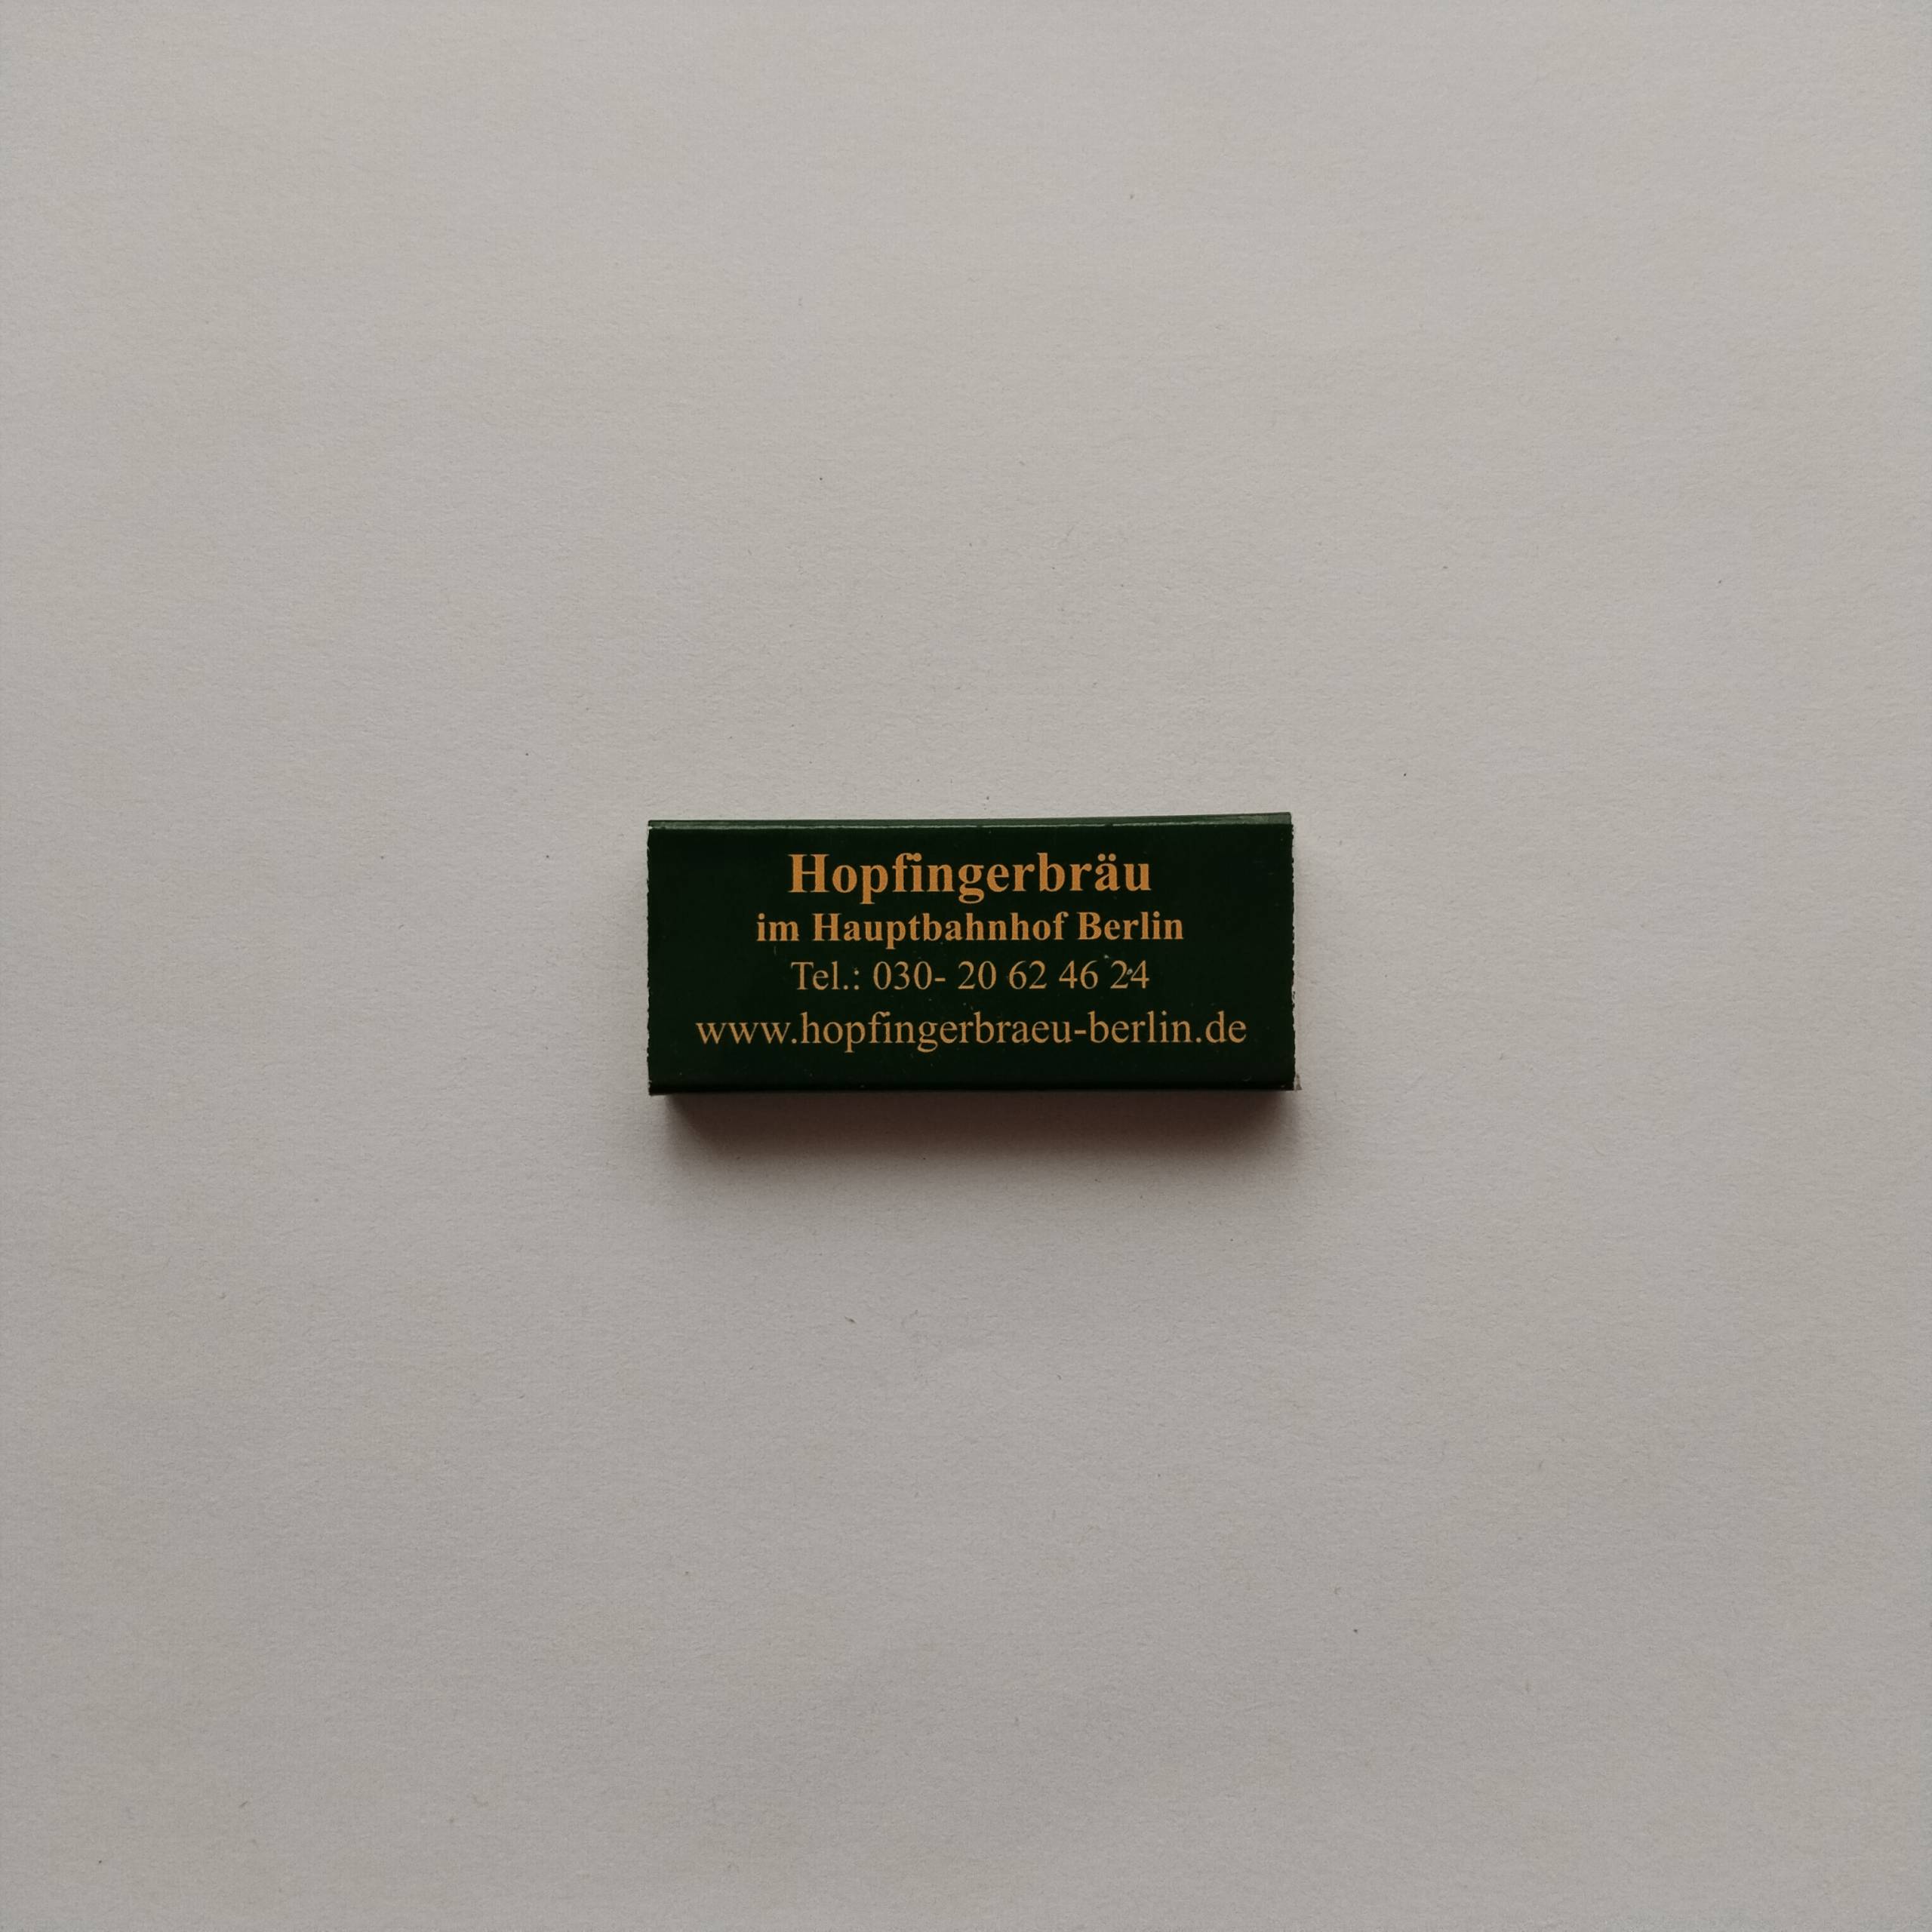 Hopfingerbräu
im Hauptbahnhof Berlin
Tel.: 030- 20 62 46 24
www.hopfingerbraeu-berlin.de